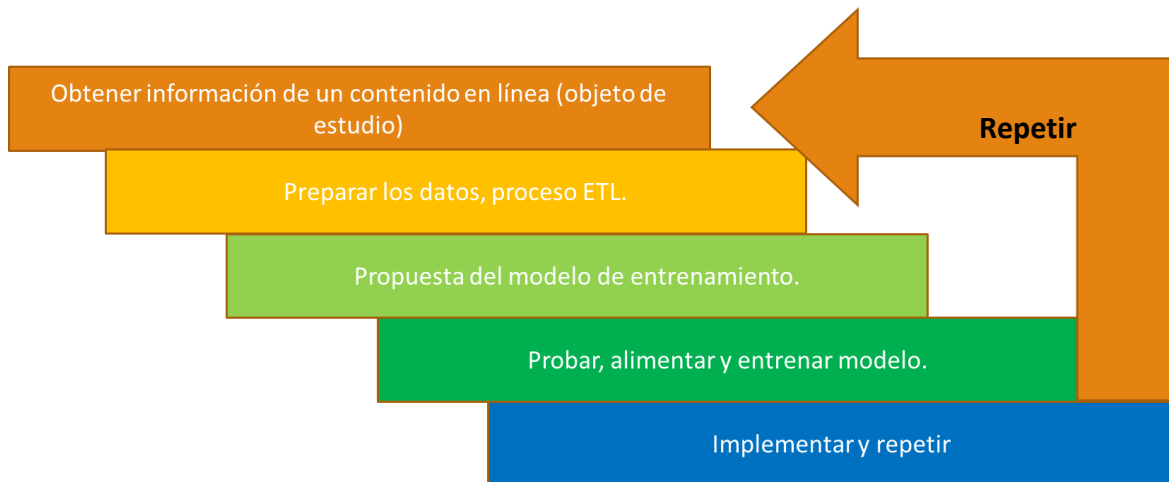 Obtener información de un contenido en línea (objeto de
estudio)
Repetir
Preparar los datos, proceso ETL.
Propuesta del modelo de entrenamiento.
Probar, alimentar y entrenar modelo.
Implementar y repetir